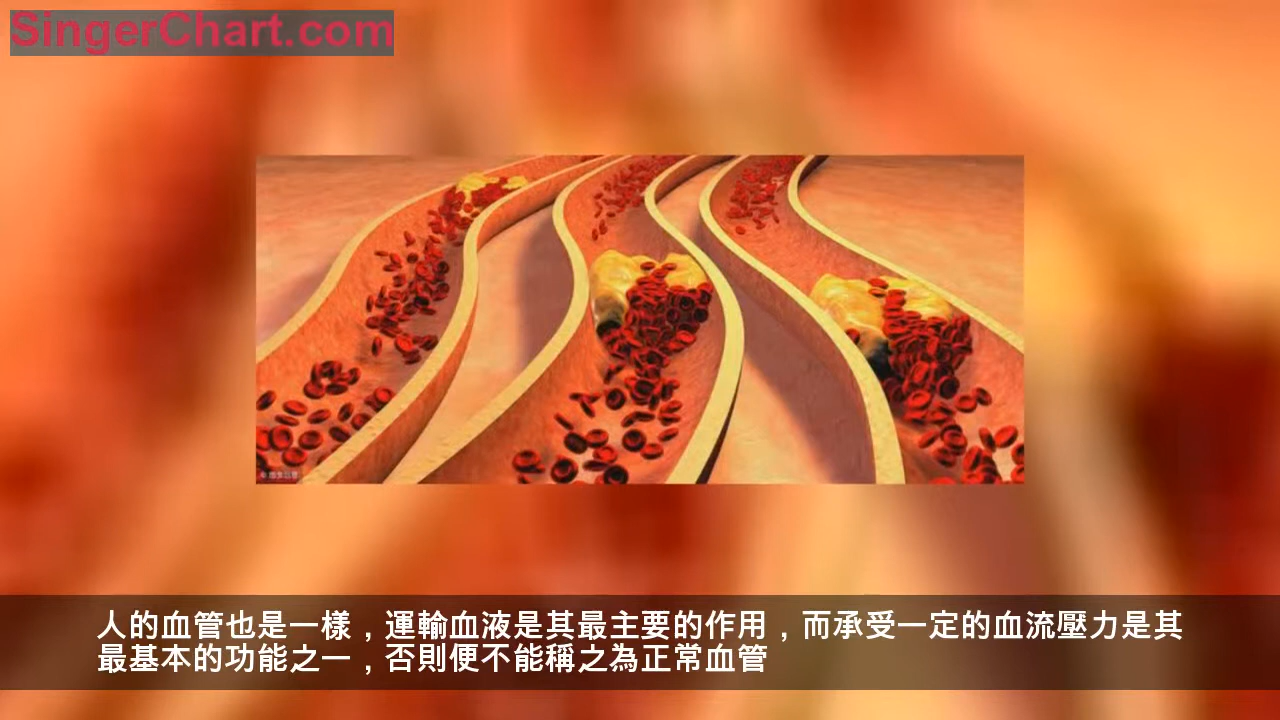 SingerChart.com
人的血管也是一樣，運輸血液是其最主要的作用，而承受一定的血流壓力是其
最基本的功能之一，否則便不能稱之為正常血管